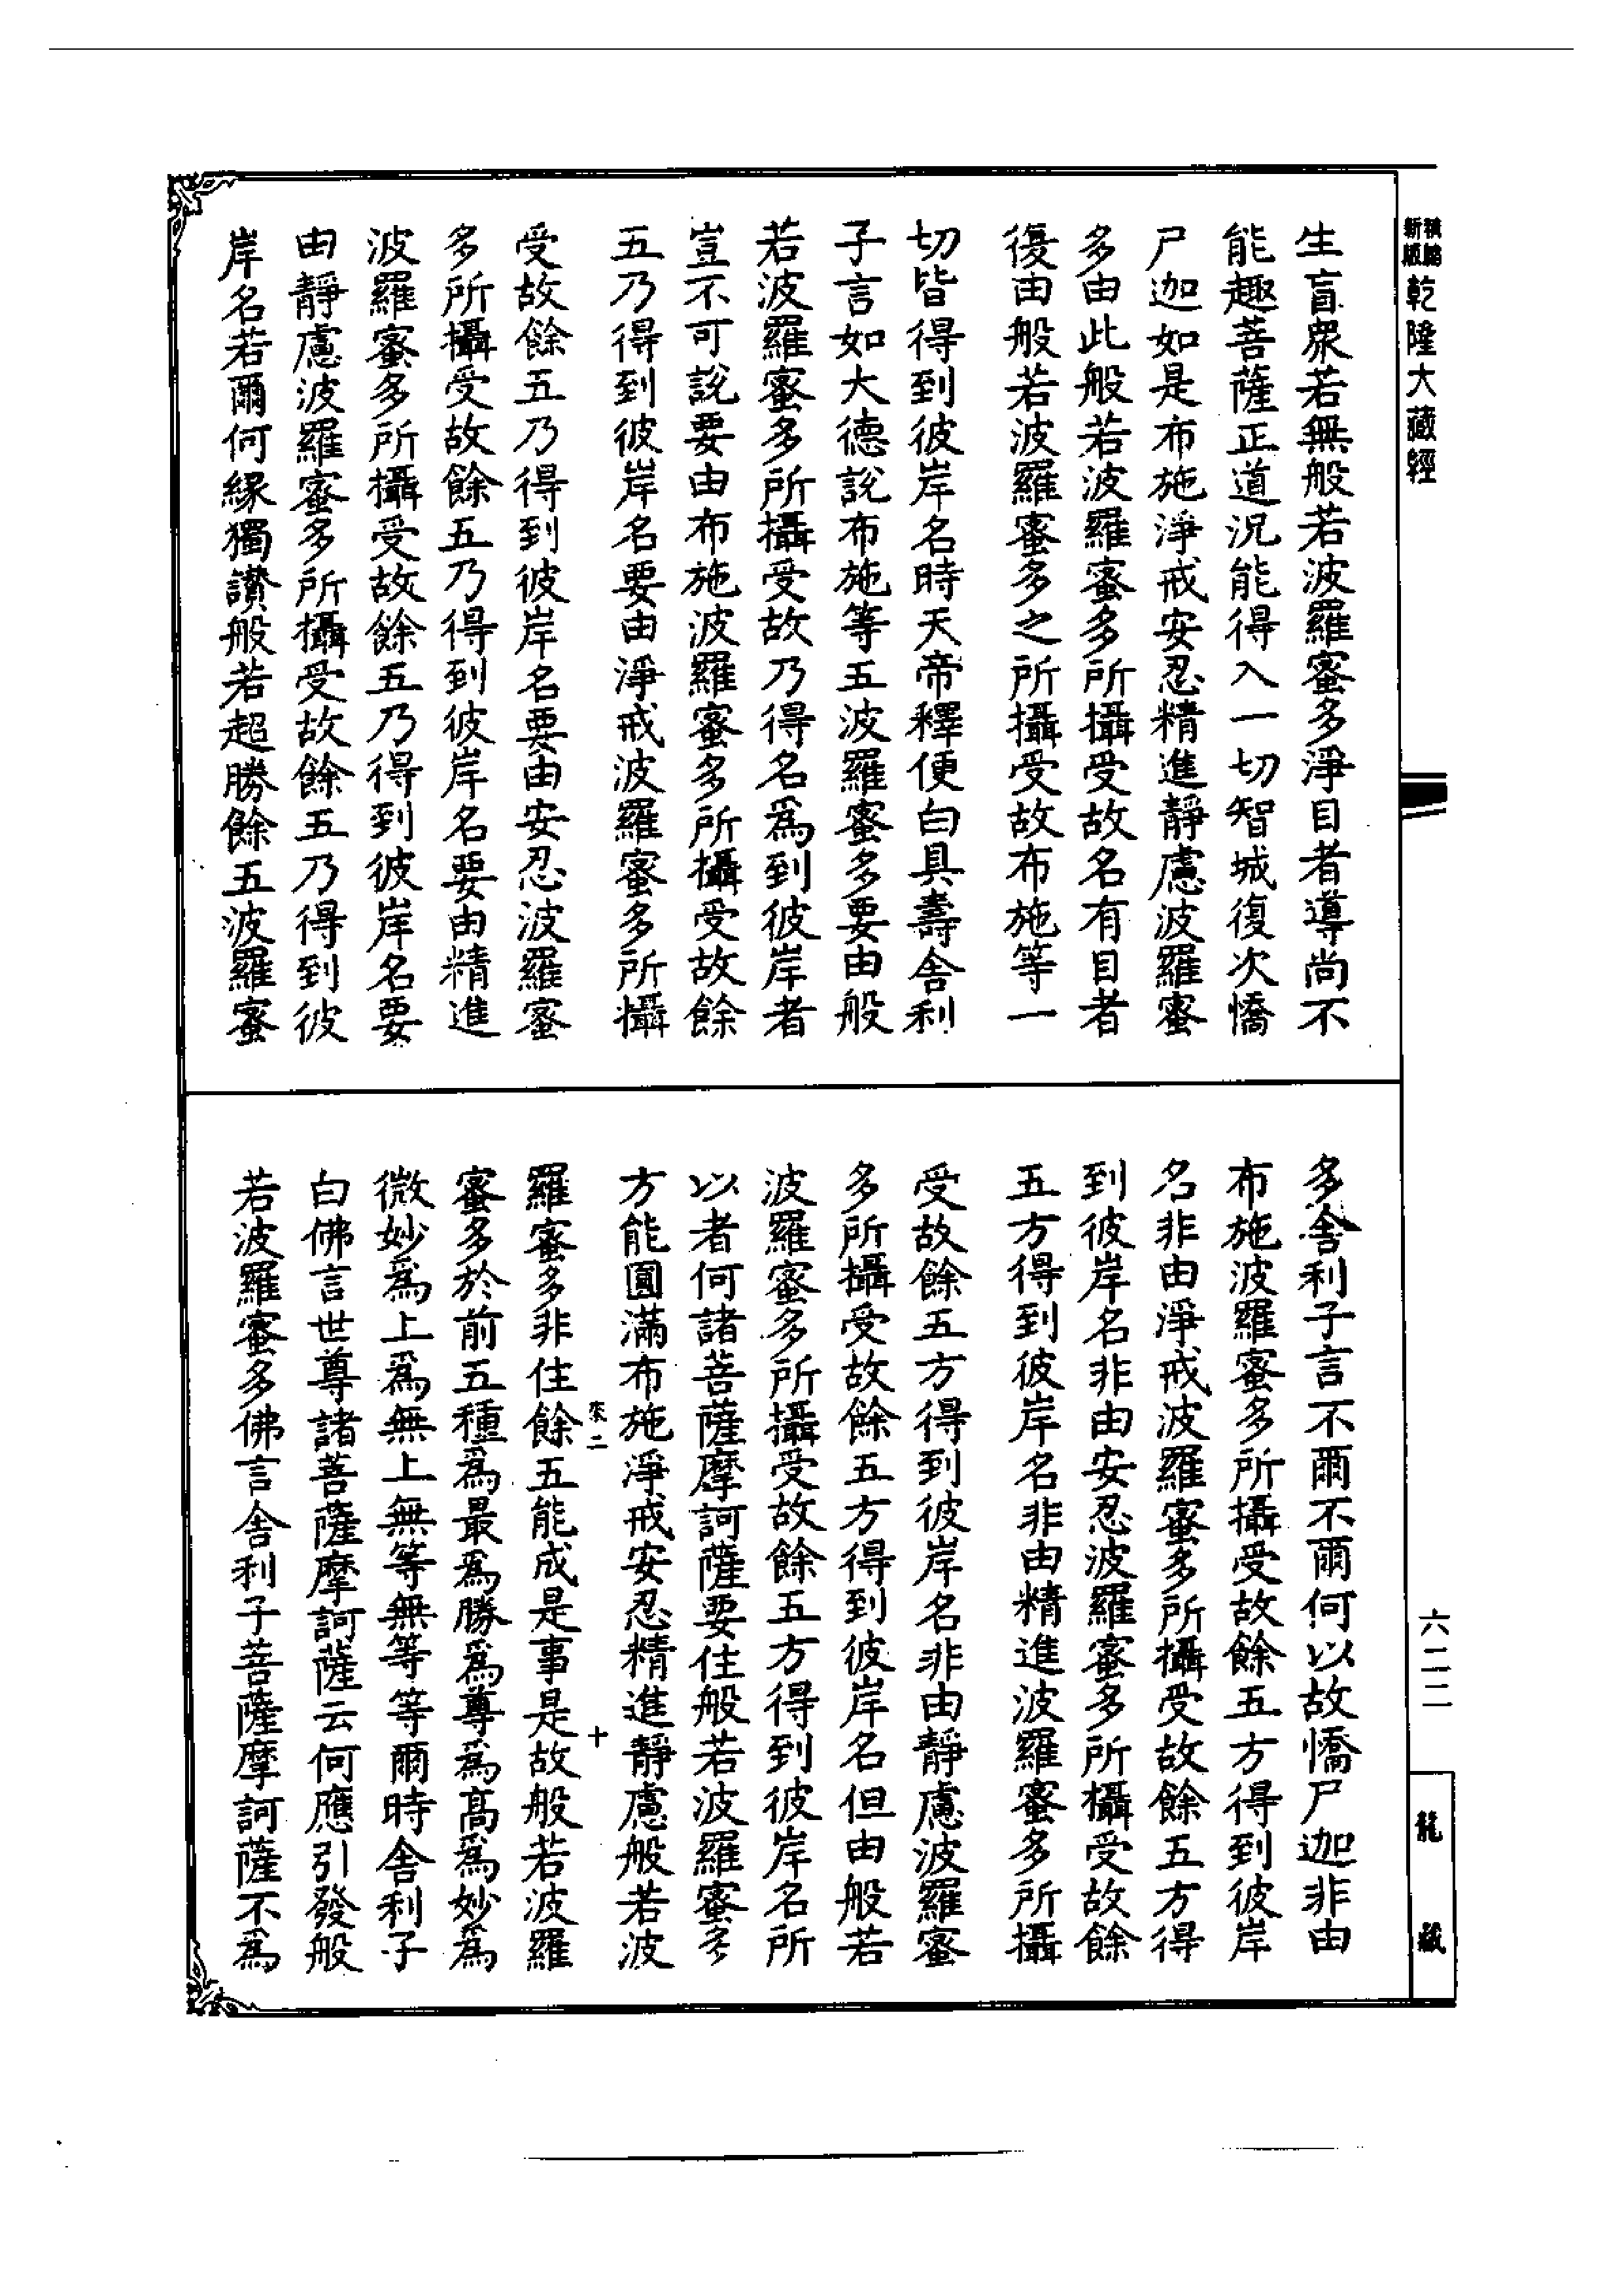 新編縮版乾隆大藏經
生盲衆若無般若波羅蜜多淨目者導尚不
能趣菩薩正道況能得入一切智城復次憍
尸迦如是布施淨戒安忍精進靜慮波羅蜜
多由此般若波羅蜜多所攝受故名有目者
復由般若波羅蜜多之所攝受故布施等一
切皆得到彼岸名時天帝釋便白具壽舍利
子言如大德說布施等五波羅蜜多要由般
若波羅蜜多所攝受故乃得名爲到彼岸者
豈不可說要由布施波羅蜜多所攝受故餘
五乃得到彼岸名要由淨戒波羅蜜多所攝
受故餘五乃得到彼岸名要由安忍波羅蜜
多所攝受故餘五乃得到彼岸名要由精進
波羅蜜多所攝受故餘五乃得到彼岸名要
由靜慮波羅蜜多所攝受故餘五乃得到彼
岸名若爾何緣獨讚般若超勝餘五波羅蜜
多舍利子言不爾不爾何以故憍尸迦非由
布施波羅蜜多所攝受故餘五方得到彼岸
名非由淨戒波羅蜜多所攝受故餘五方得
到彼岸名非由安忍波羅蜜多所攝受故餘
五方得到彼岸名非由精進波羅蜜多所攝
受故餘五方得到彼岸名非由靜慮波羅蜜
多所攝受故餘五方得到彼岸名但由般若
波羅蜜多所攝受故餘五方得到彼岸名所
以者何諸菩薩摩訶薩要住般若波羅蜜多
方能圓滿布施淨戒安忍精進靜慮般若波
來二 十
羅蜜多非住餘五能成是事是故般若波羅
蜜多於前五種爲最爲勝爲尊爲高爲妙爲
微妙爲上爲無上無等無等等爾時舍利子
白佛言世尊諸菩薩摩訶薩云何應引發般
若波羅蜜多佛言舍利子菩薩摩訶薩不爲
六二二
龍藏